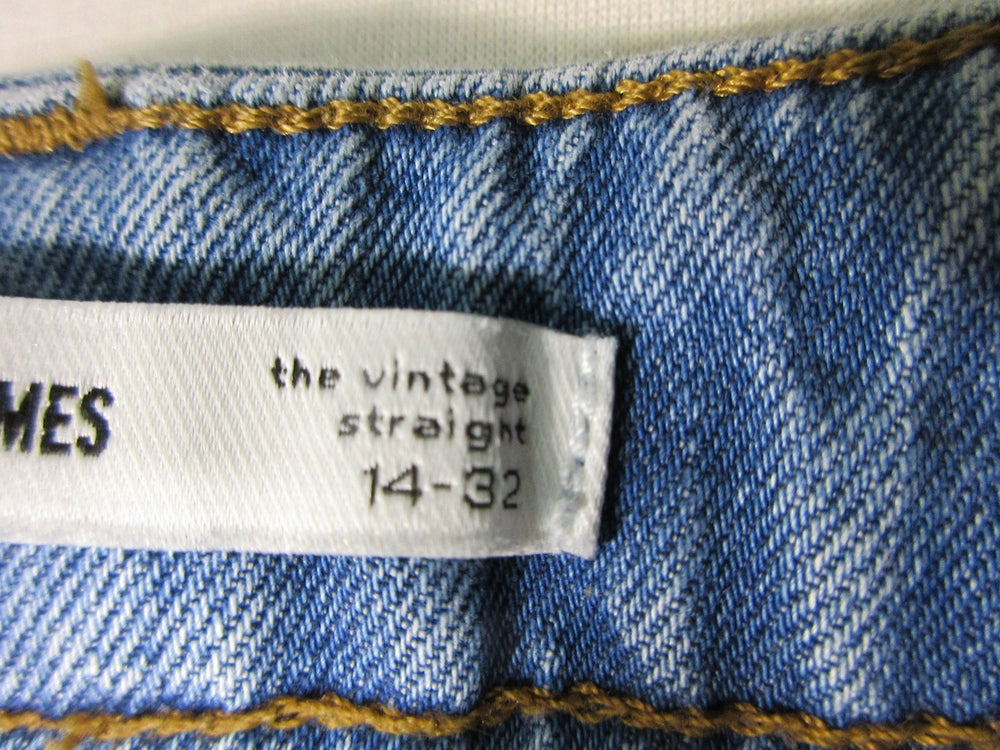 MES
the vintage
straight
14-32